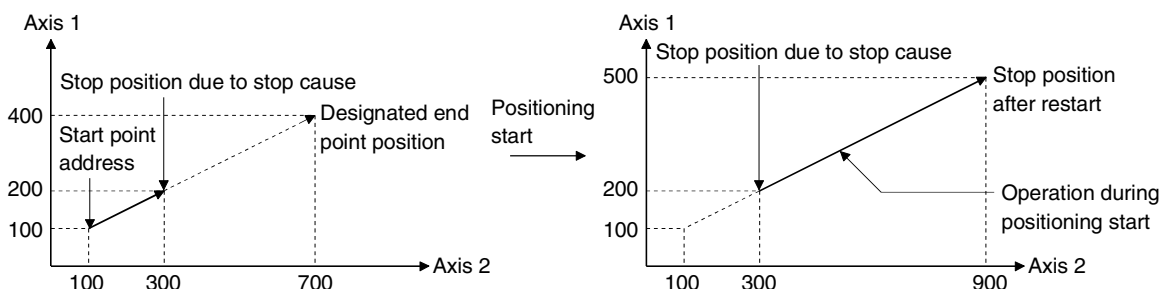 Axis 1
Stop position due to stop cause
400
Designated end
point position
Start point
address
200
100
100
300
700
Axis 2
Positioning
start
Axis 1
Stop position due to stop cause
500
Stop position
after restart
200
100
Operation during
positioning start
100
300
900
Axis 2